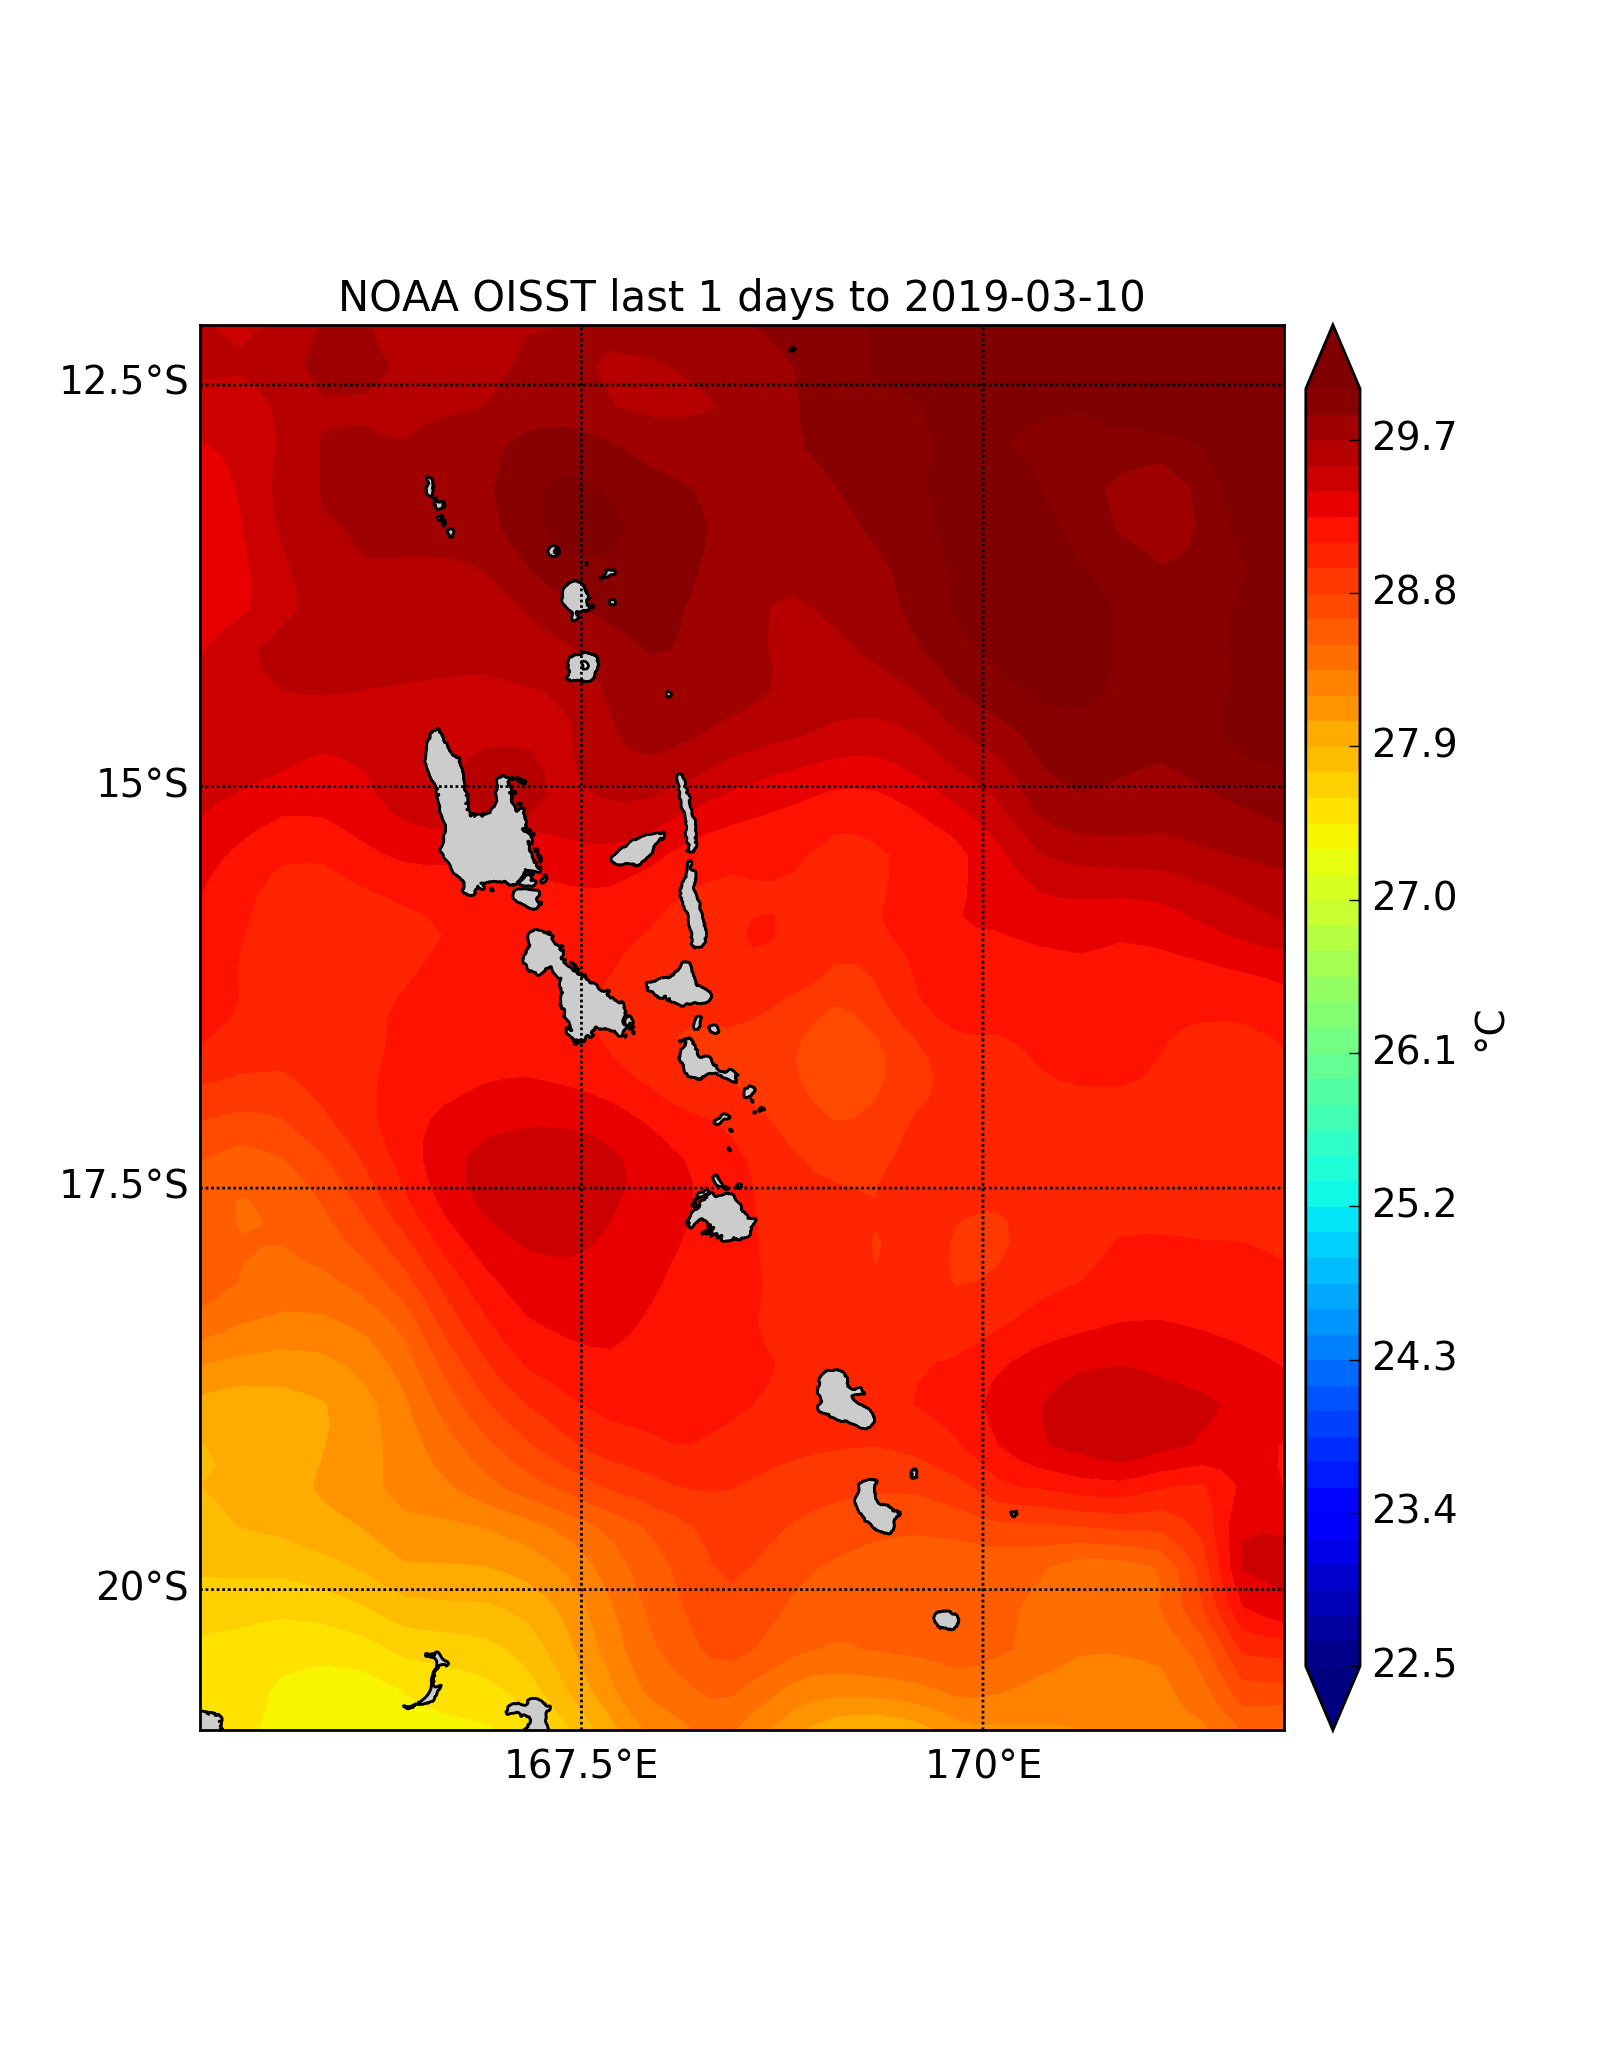 NOAA OISST last 1 days to 2019-03-10
12.5°S
15°S
17.5°S
20°S
167.5°E
170°E
29.7
28.8
27.9
27.0
26.1
25.2
24.3
23.4
22.5
°C